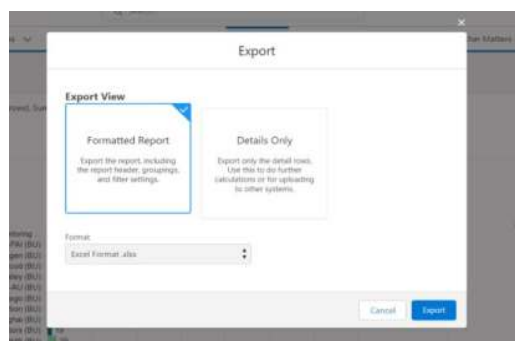 Export
her Matters
Export View
Formatted Report
Export the report, including
the report header, groupings,
and filter settings.
Details Only
Export only the detail rows.
Use this to do further
calculations or for uploading
to other systems.
Format
Excel Format .xlsx
Cancel
Export